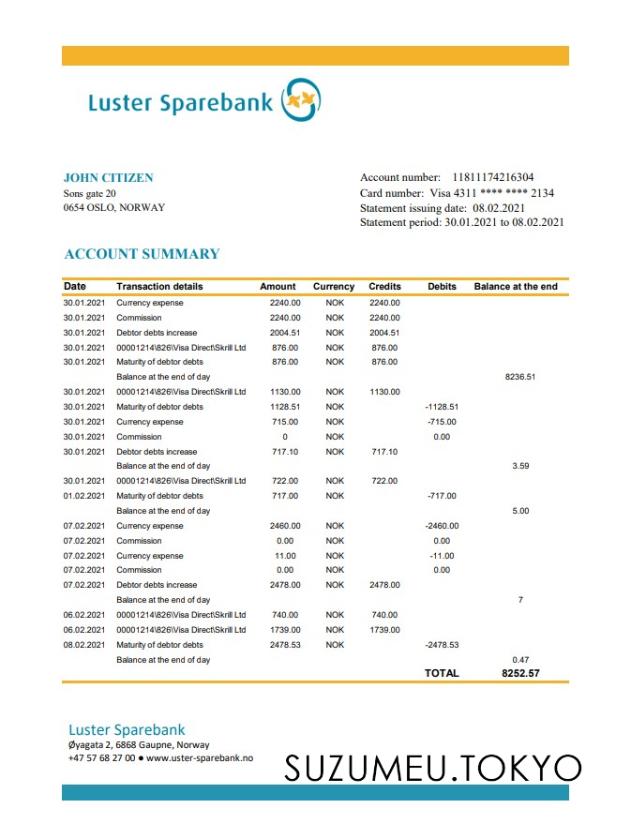 Luster Sparebank
JOHN CITIZEN
Sons gate 20
0654 OSLO, NORWAY
Account number: 11811174216304
Card number: Visa 4311 **** **** 2134
Statement issuing date: 08.02.2021
Statement period: 30.01.2021 to 08.02.2021
ACCOUNT SUMMARY
Date Transaction details Amount Currency Credits Debits Balance at the end
30.01.2021 Currency expense 2240.00 NOK 2240.00
30.01.2021 Commission 2240.00 NOK 2240.00
30.01.2021 Debtor debts increase 2004.51 NOK 2004.51
30.01.2021 00001214\826\Visa Direct\Skrill Ltd 876.00 NOK 876.00
30.01.2021 Maturity of debtor debts 876.00 NOK 876.00
Balance at the end of day 8236.51
30.01.2021 00001214\826\Visa Direct\Skrill Ltd 1130.00 NOK 1130.00
30.01.2021 Maturity of debtor debts 1128.51 NOK -1128.51
30.01.2021 Currency expense 715.00 NOK -715.00
30.01.2021 Commission 0 NOK 0.00
30.01.2021 Debtor debts increase 717.10 NOK 717.10
Balance at the end of day 3.59
30.01.2021 00001214\826\Visa Direct\Skrill Ltd 722.00 NOK 722.00
01.02.2021 Maturity of debtor debts 717.00 NOK -717.00
Balance at the end of day 5.00
07.02.2021 Currency expense 2460.00 NOK -2460.00
07.02.2021 Commission 0.00 NOK 0.00
07.02.2021 Currency expense 11.00 NOK -11.00
07.02.2021 Commission 0.00 NOK 0.00
07.02.2021 Debtor debts increase 2478.00 NOK 2478.00
Balance at the end of day 7
06.02.2021 00001214\826\Visa Direct\Skrill Ltd 740.00 NOK 740.00
06.02.2021 00001214\826\Visa Direct\Skrill Ltd 1739.00 NOK 1739.00
08.02.2021 Maturity of debtor debts 2478.53 NOK -2478.53
Balance at the end of day 0.47
TOTAL 8252.57
Luster Sparebank
Øyagata 2, 6868 Gaupne, Norway
+47 57 68 27 00 ● www.uster-sparebank.no
SUZUMEU.TOKYO